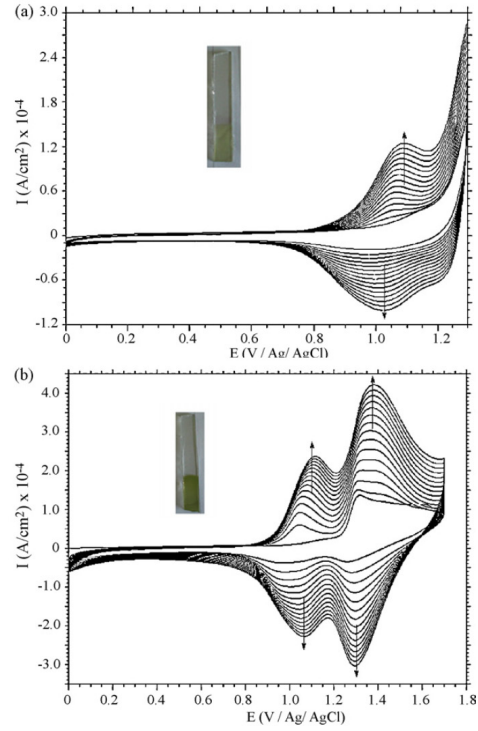 (a)
I (A/cm²) x 10⁻⁴
3.0
2.4
1.8
1.2
0.6
0
-0.6
-1.2
0 0.2 0.4 0.6 0.8 1.0 1.2
E (V / Ag/ AgCl)
(b)
I (A/cm²) x 10⁻⁴
4.0
3.0
2.0
1.0
0
-1.0
-2.0
-3.0
0 0.2 0.4 0.6 0.8 1.0 1.2 1.4 1.6 1.8
E (V / Ag/ AgCl)